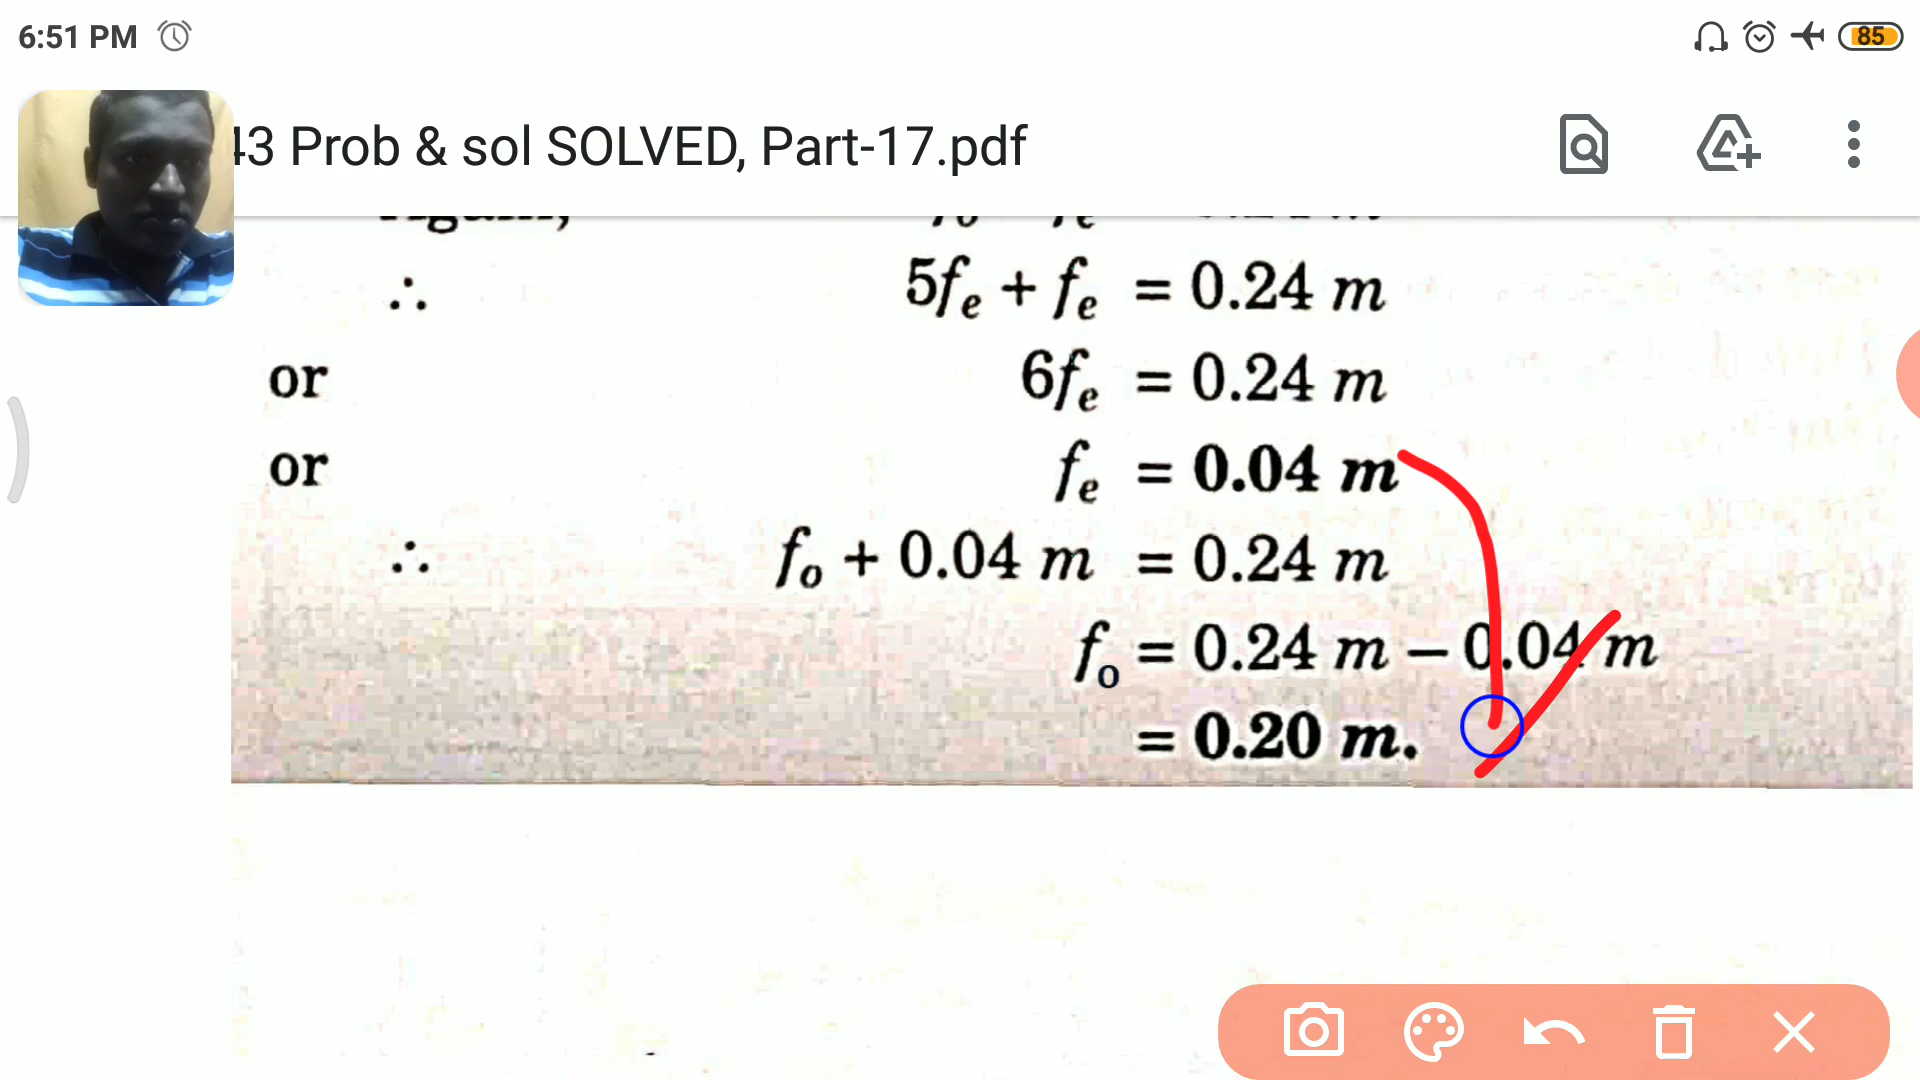 6:51 PM
85
43 Prob & sol SOLVED, Part-17.pdf
∴ 5fe + fe = 0.24 m
or 6fe = 0.24 m
or fe = 0.04 m
∴ fo + 0.04 m = 0.24 m
fo = 0.24 m – 0.04 m
= 0.20 m.